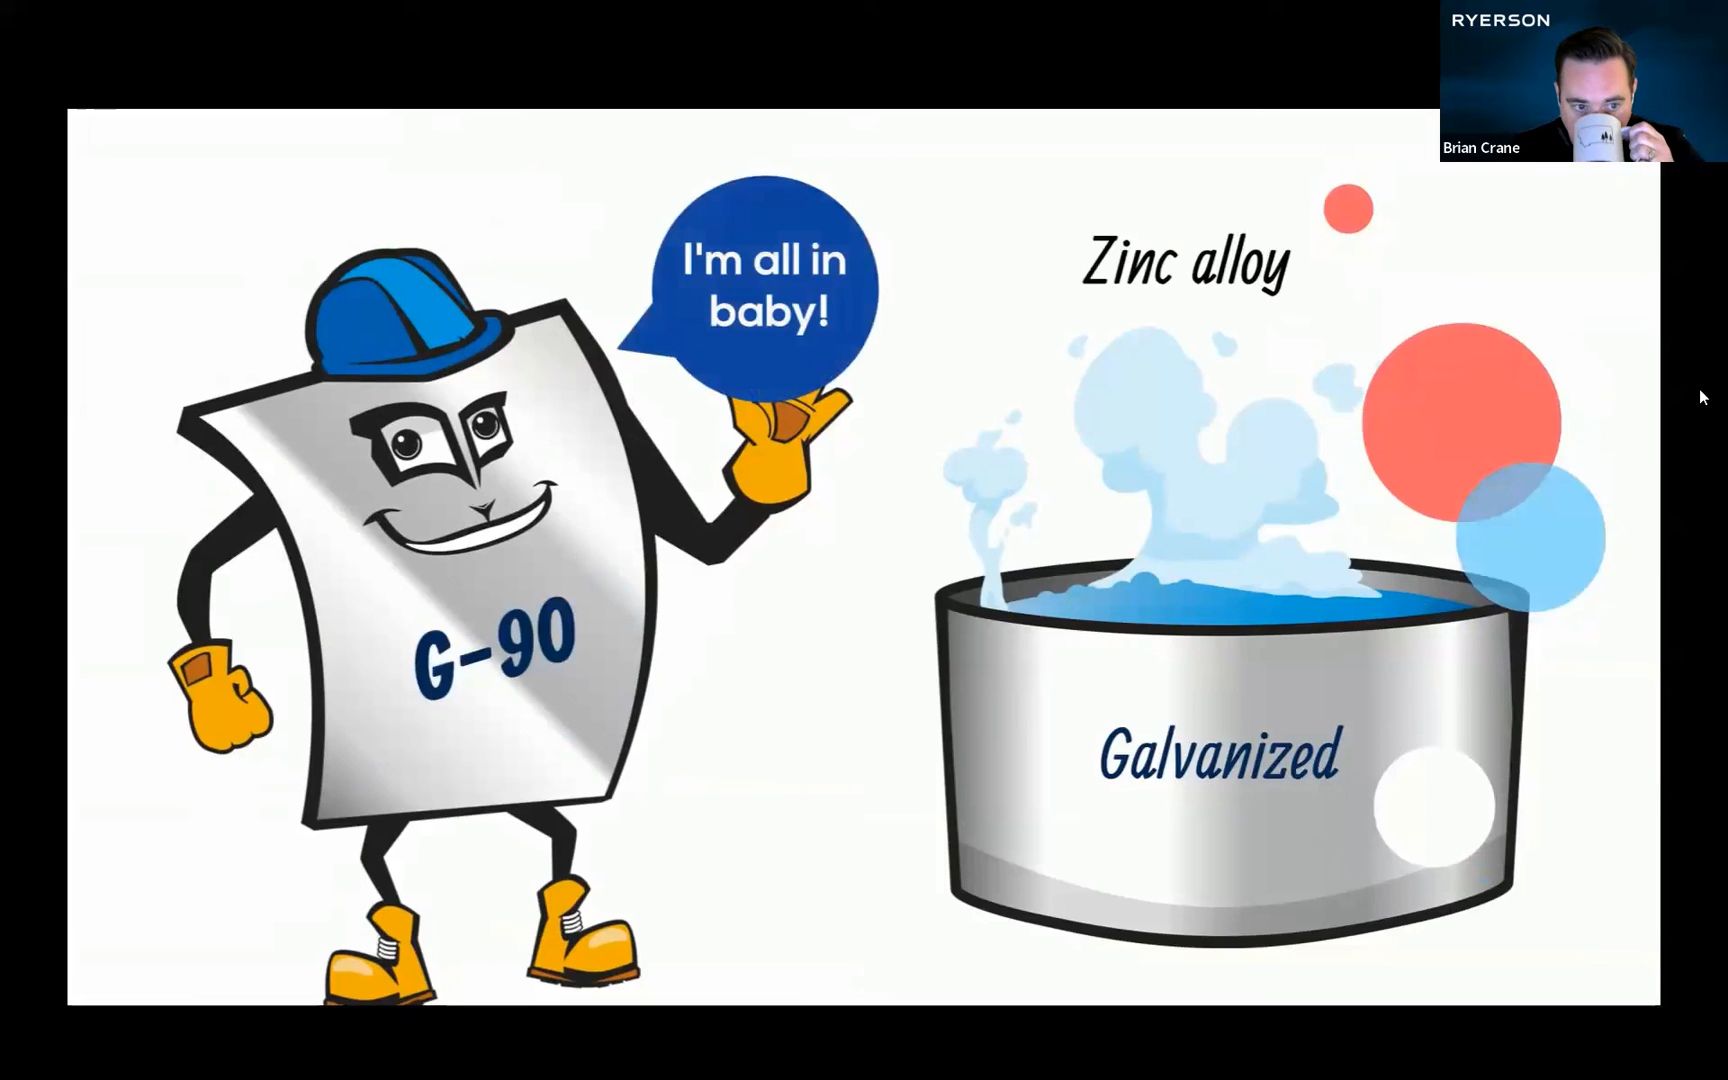 RYERSON
Brian Crane
I'm all in
baby!
Zinc alloy
G-90
Galvanized